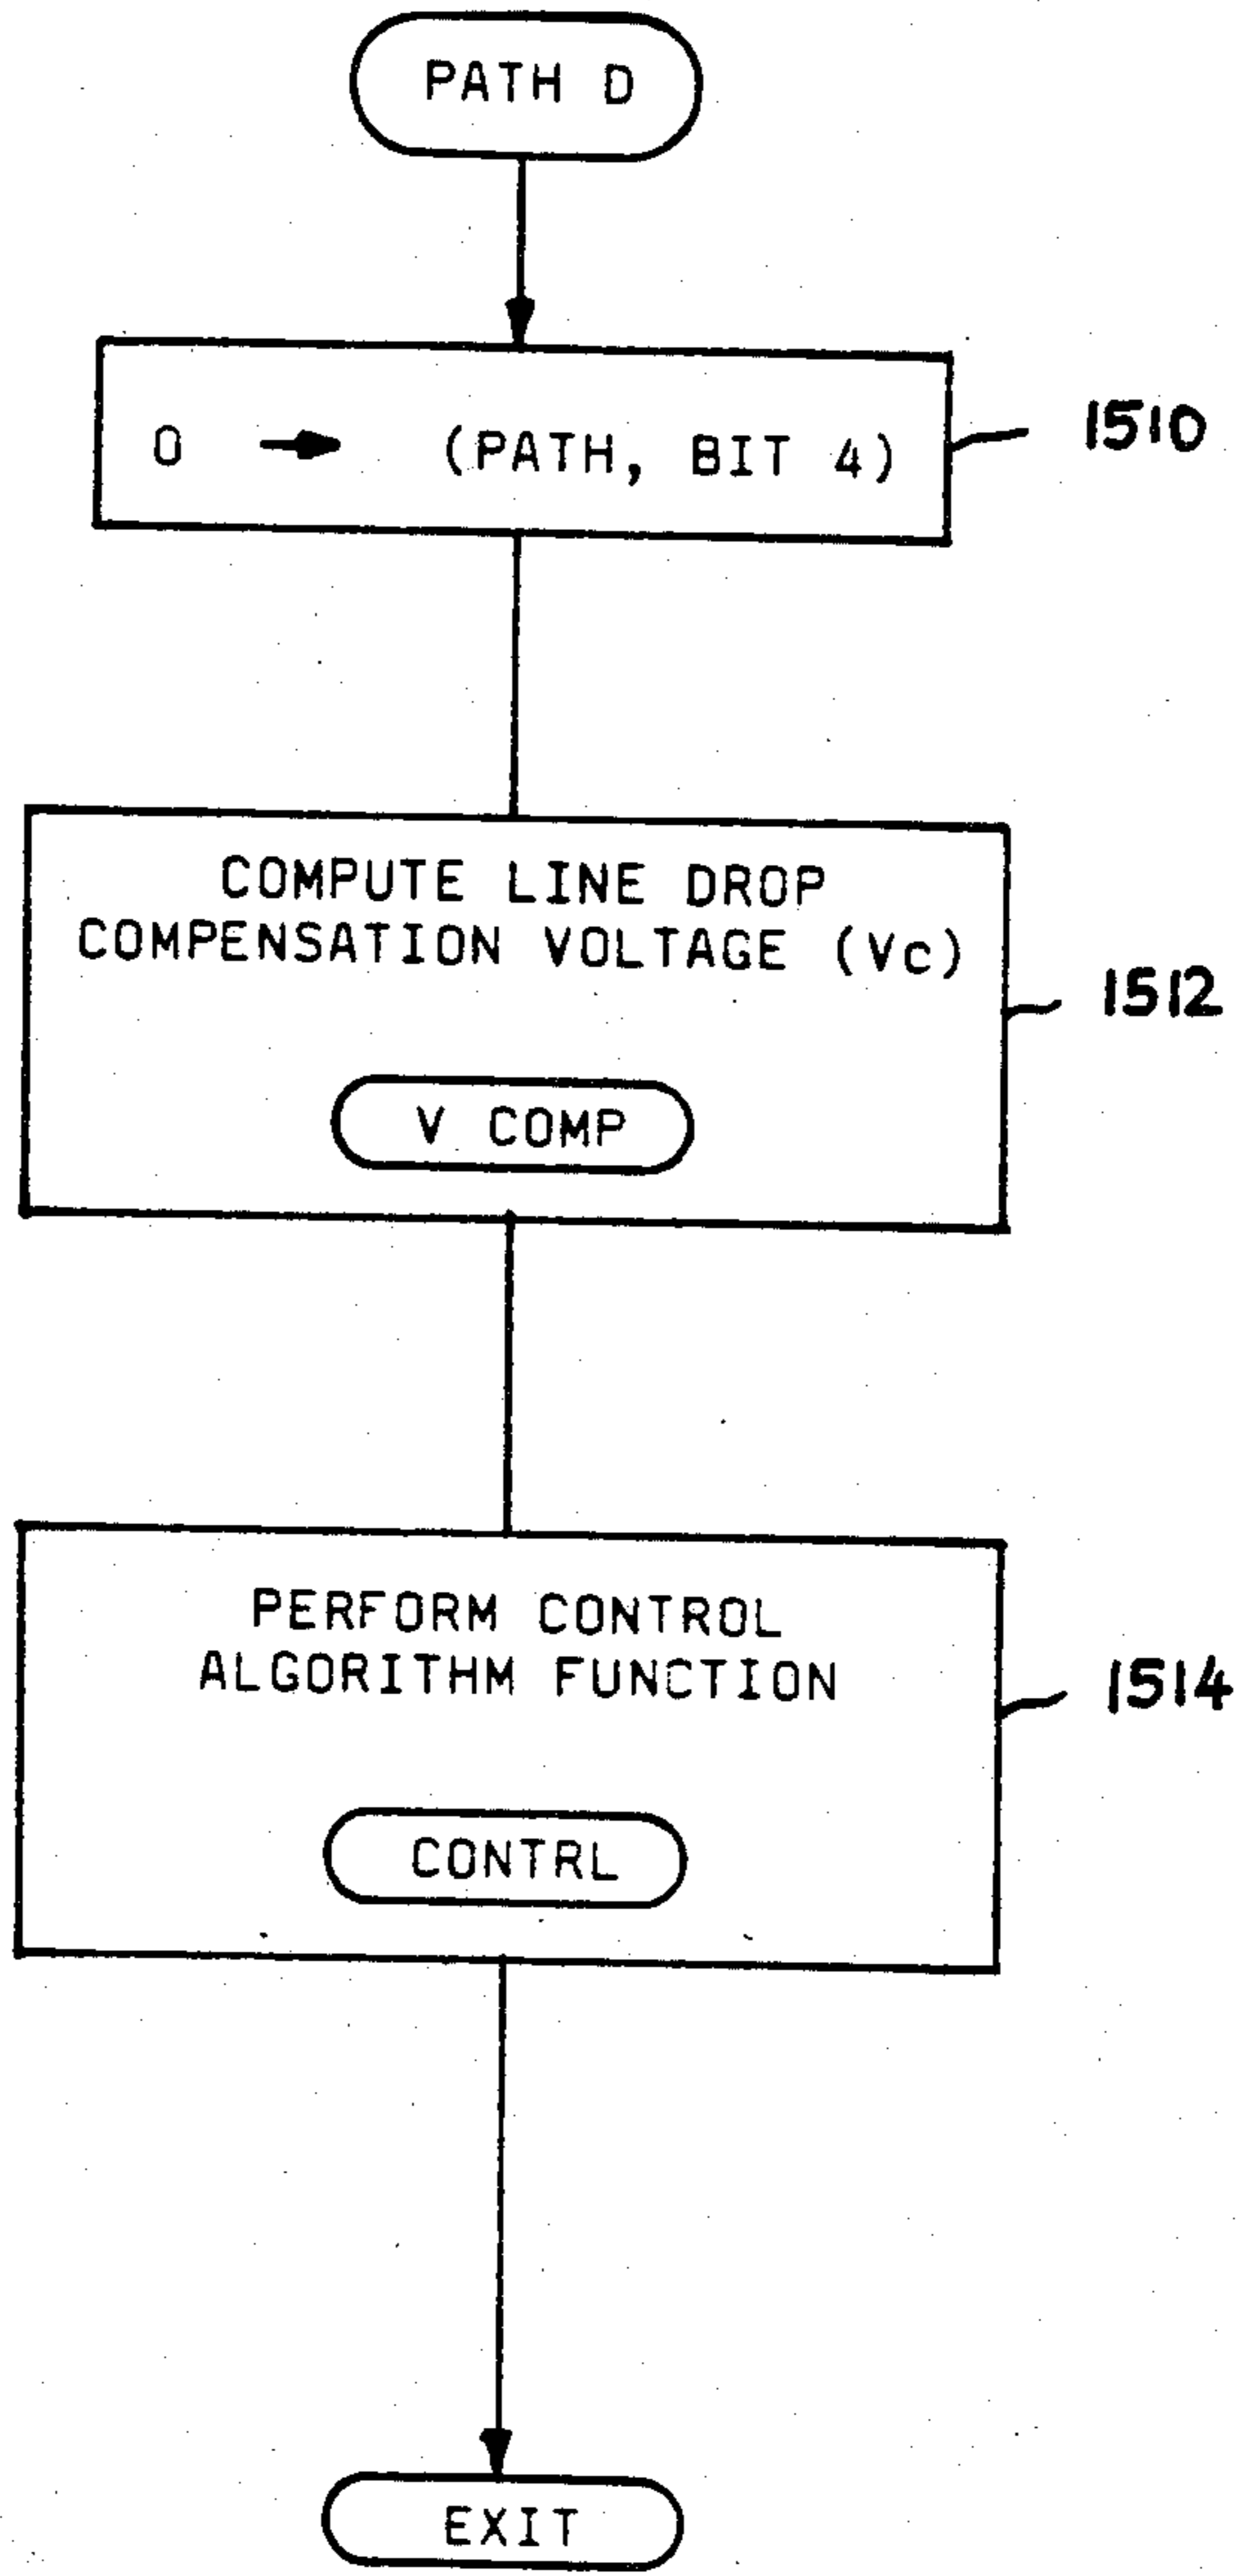 PATH D
0 → (PATH, BIT 4)
1510
COMPUTE LINE DROP
COMPENSATION VOLTAGE (Vc)
1512
V COMP
PERFORM CONTROL
ALGORITHM FUNCTION
1514
CONTRL
EXIT